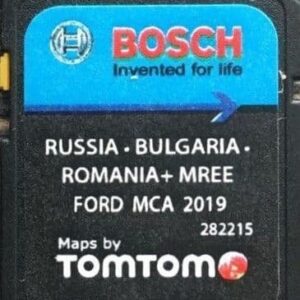 BOSCH
Invented for life
RUSSIA · BULGARIA ·
ROMANIA + MREE
FORD MCA 2019
282215
Maps by
TOMTOM